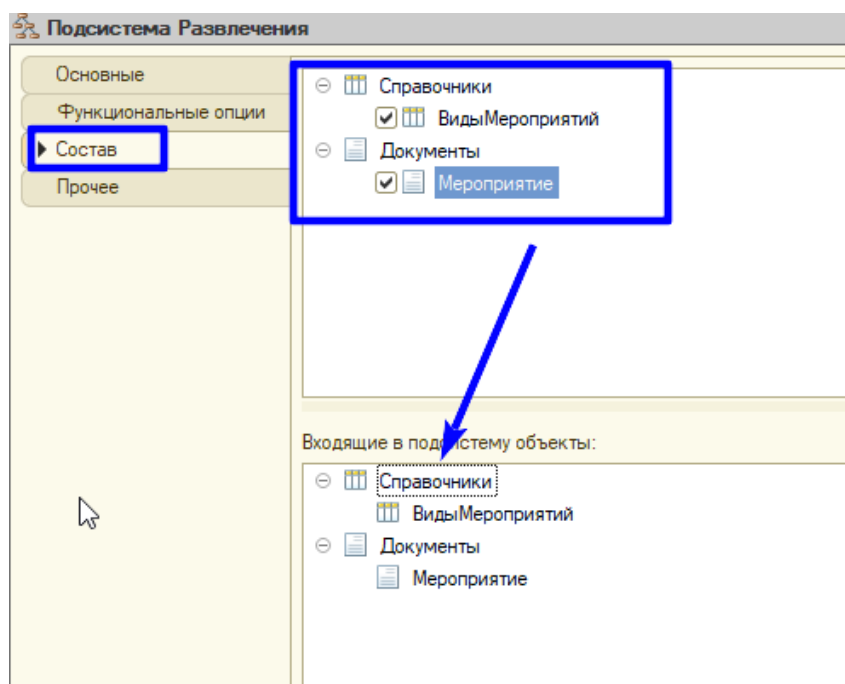 Подсистема Развлечения
Основные
Функциональные опции
Состав
Прочее
Справочники
ВидыМероприятий
Документы
Мероприятие
Входящие в подсистему объекты:
Справочники
ВидыМероприятий
Документы
Мероприятие